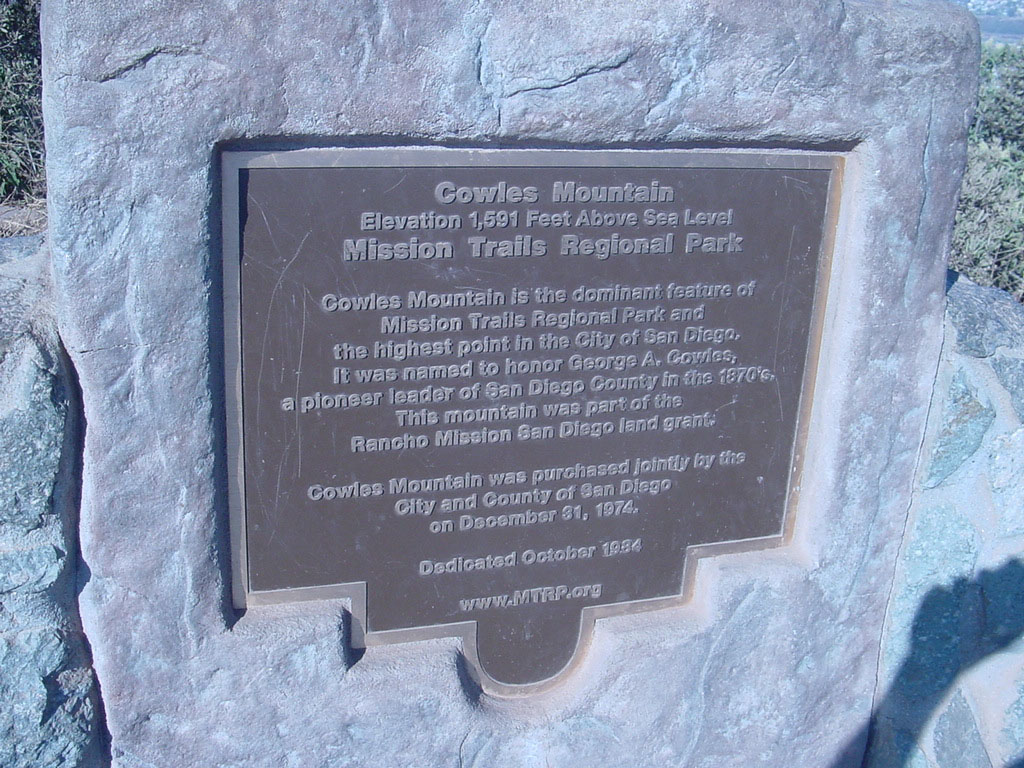 Cowles Mountain
Elevation 1,591 Feet Above Sea Level
Mission Trails Regional Park
Cowles Mountain is the dominant feature of
Mission Trails Regional Park and
the highest point in the City of San Diego.
It was named to honor George A. Cowles,
a pioneer leader of San Diego County in the 1870's.
This mountain was part of the
Rancho Mission San Diego land grant.
Cowles Mountain was purchased jointly by the
City and County of San Diego
on December 31, 1974.
Dedicated October 1984
www.MTRP.org